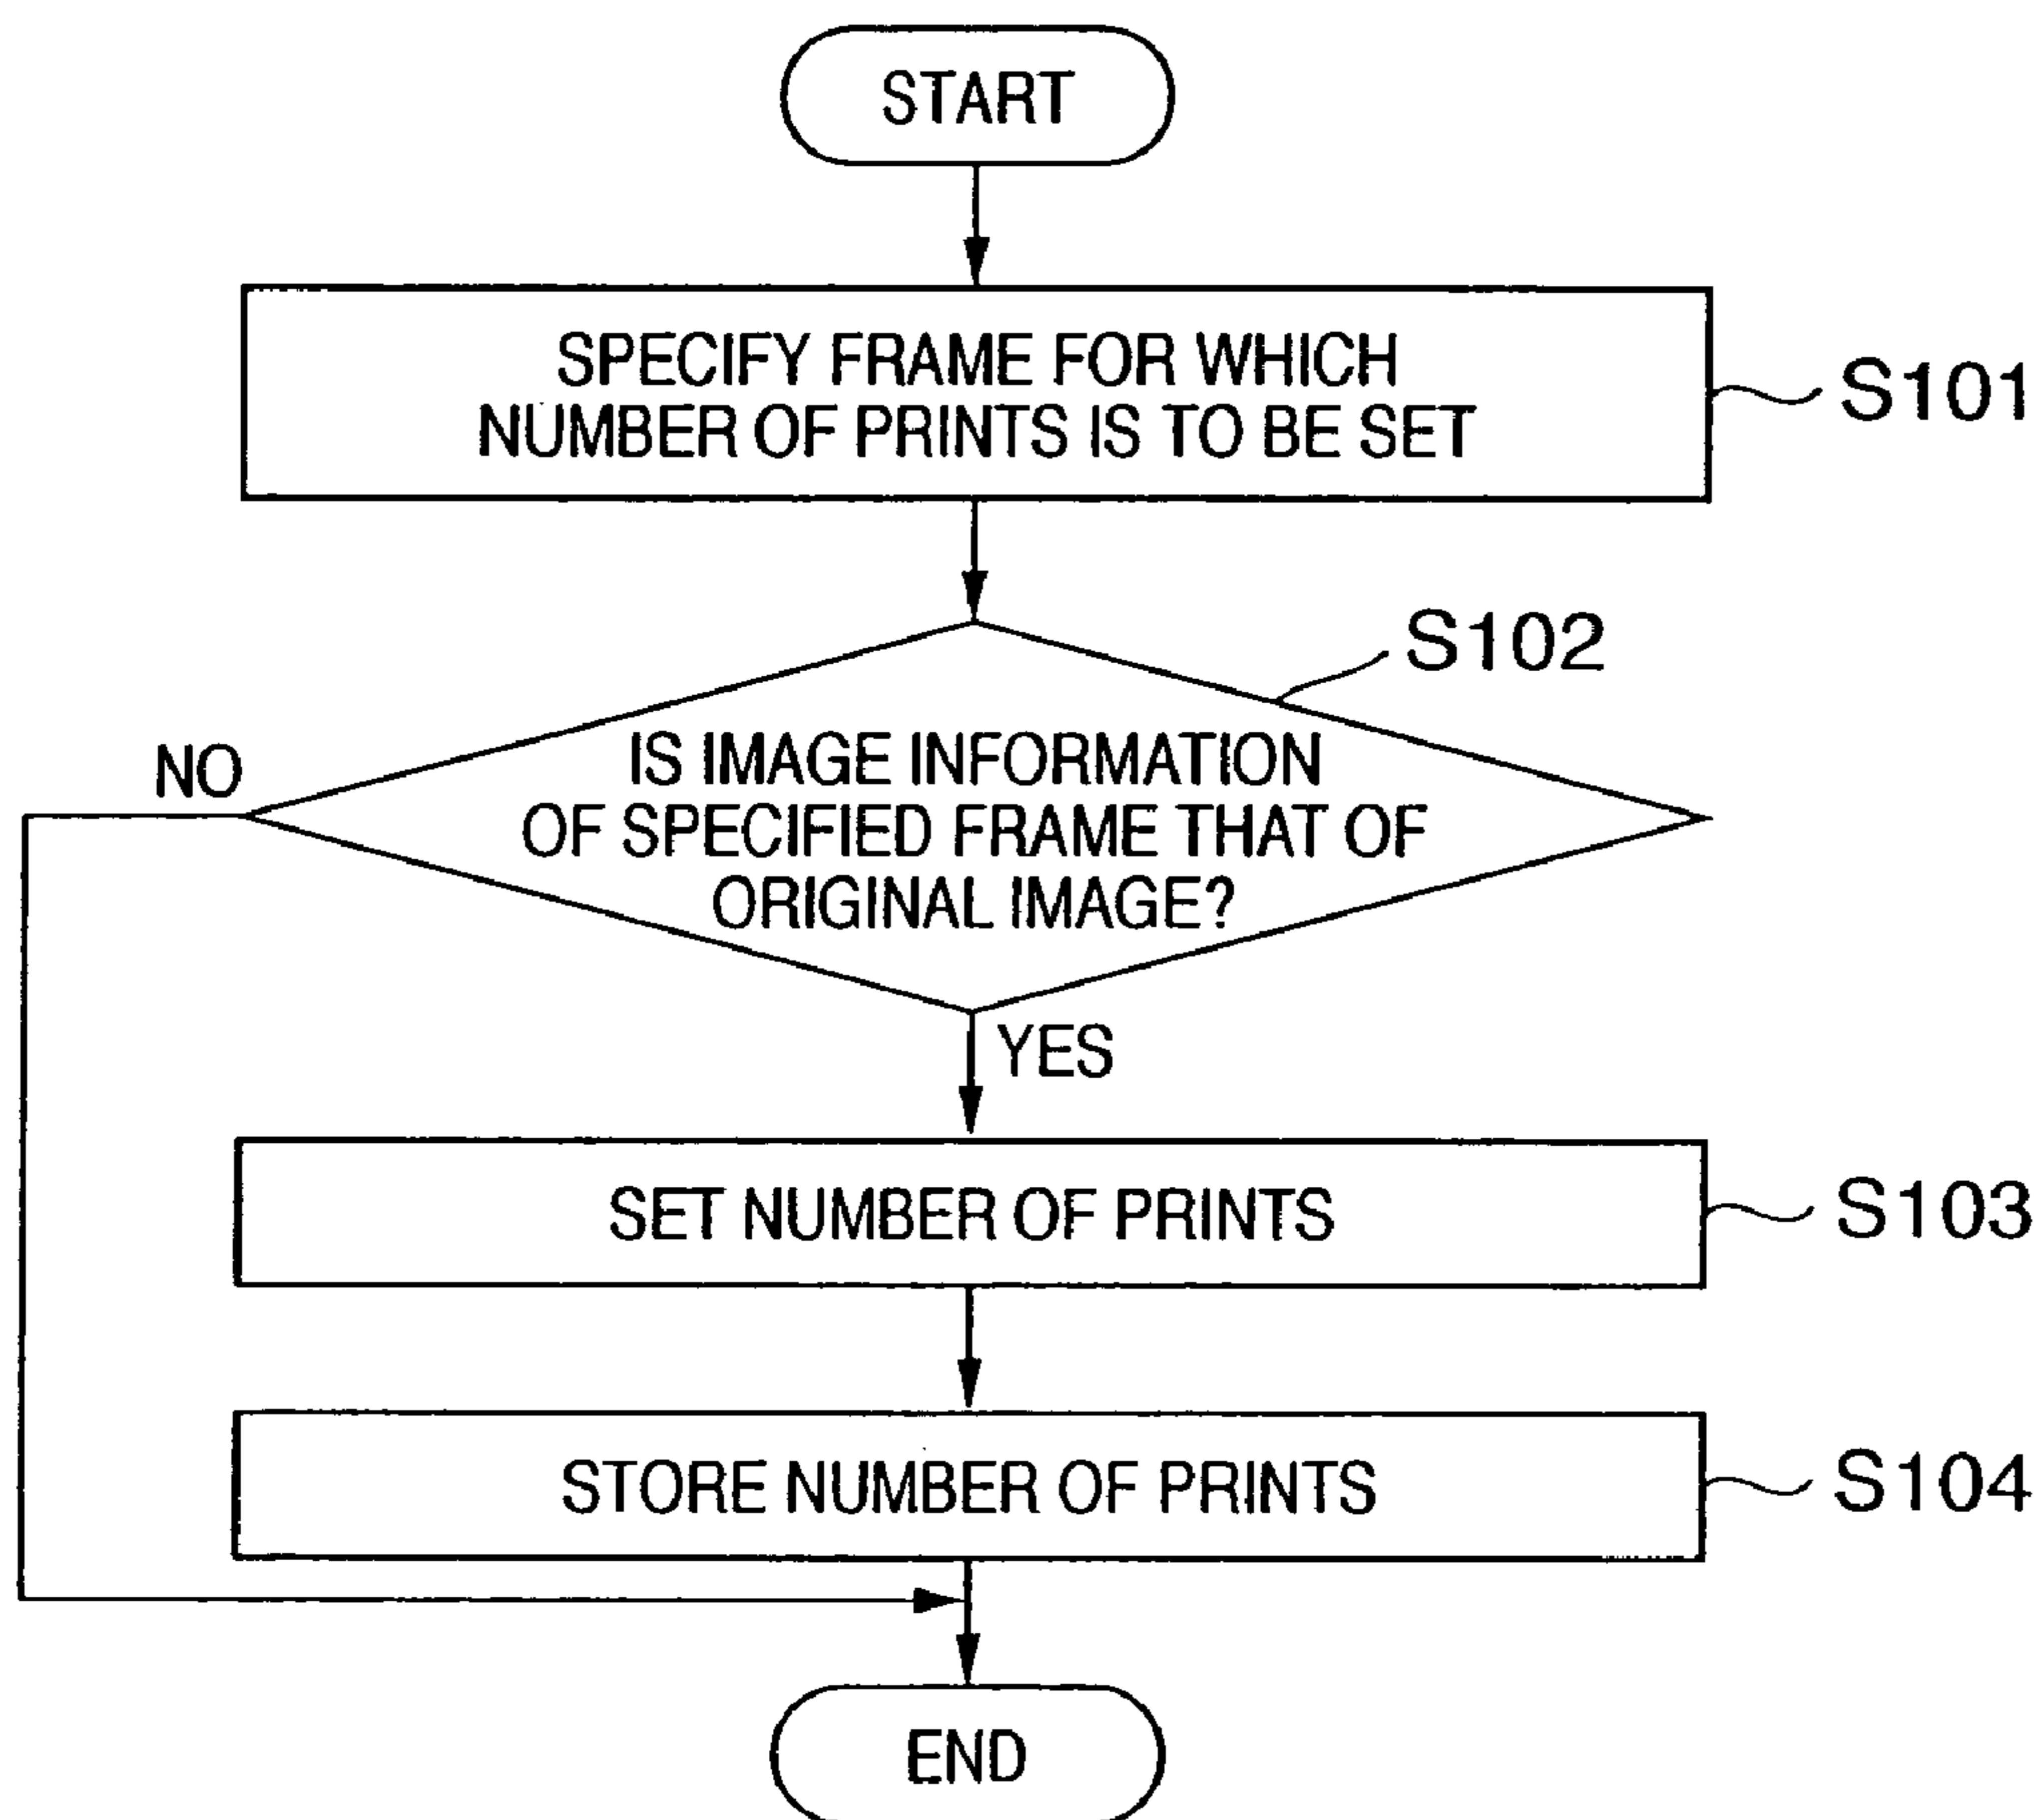 START
SPECIFY FRAME FOR WHICH
NUMBER OF PRINTS IS TO BE SET
S101
S102
IS IMAGE INFORMATION
OF SPECIFIED FRAME THAT OF
ORIGINAL IMAGE?
NO
YES
SET NUMBER OF PRINTS
S103
STORE NUMBER OF PRINTS
S104
END